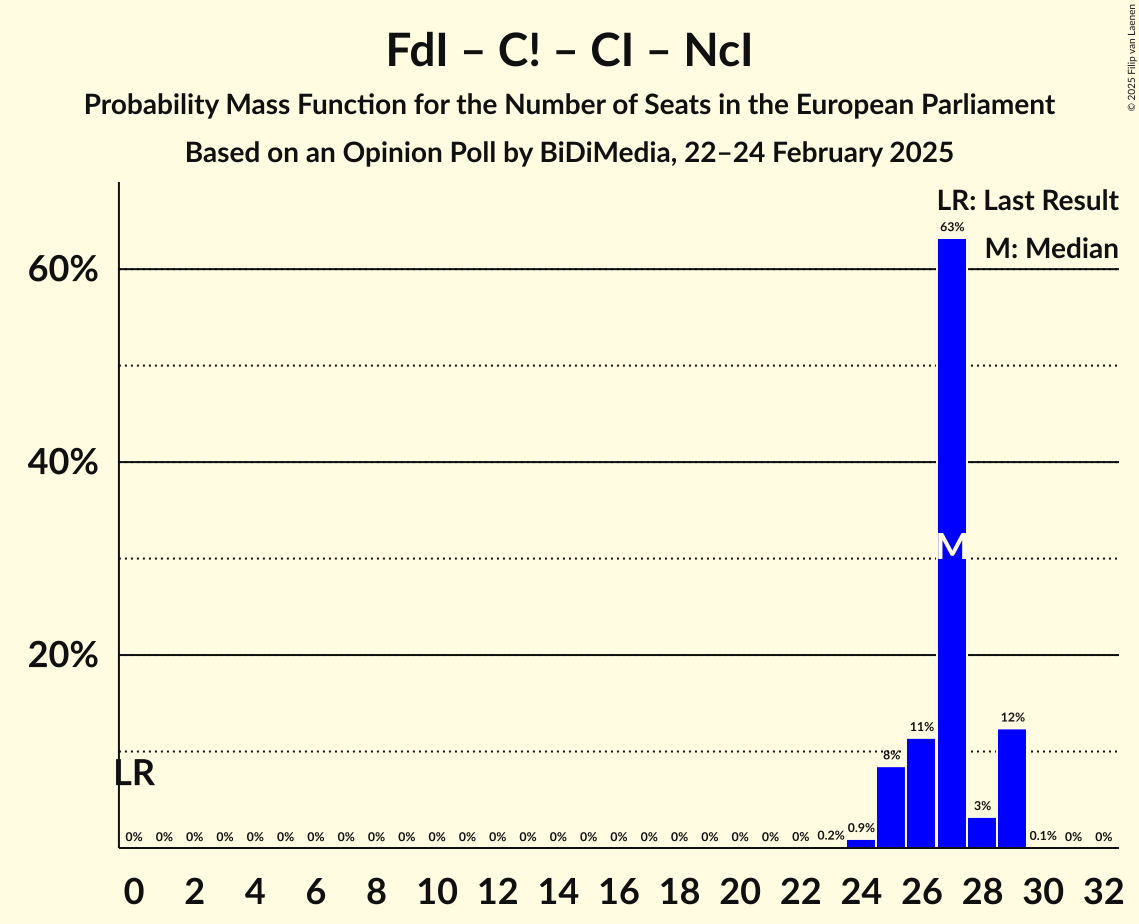 FdI – C! – CI – NcI
Probability Mass Function for the Number of Seats in the European Parliament
Based on an Opinion Poll by BiDiMedia, 22–24 February 2025
© 2025 Filip van Laenen
LR: Last Result
M: Median
60%
40%
20%
63%
M
12%
11%
8%
3%
LR
0% 0% 0% 0% 0% 0% 0% 0% 0% 0% 0% 0% 0% 0% 0% 0% 0% 0% 0% 0% 0% 0% 0% 0.2% 0.9% 0.1% 0% 0%
0 2 4 6 8 10 12 14 16 18 20 22 24 26 28 30 32